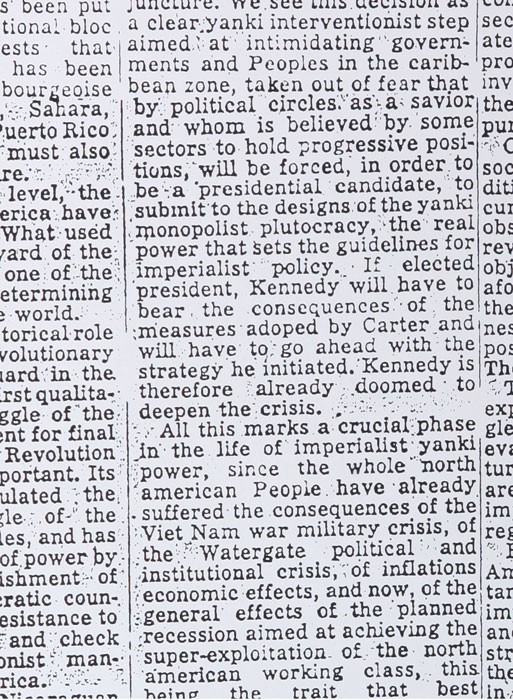 s been put
tional bloc
ests that
has been
bourgeoise
Sahara,
Puerto Rico
must also
re.
level, the
erica have
What used
yard of the
one of the
etermining
e world.
torical role
volutionary
uard in the
irst qualita-
ggle of the
ent for final
Revolution
portant. Its
ulated the
gle of the
les, and has
of power by
ishment of
cratic coun-
esistance to
and check
onist man-
rica.
juncture. We see this decision as
a clear yanki interventionist step
aimed at intimidating govern-
ments and Peoples in the carib-
bean zone, taken out of fear that
by political circles as a savior
and whom is believed by some
sectors to hold progressive posi-
tions, will be forced, in order to
be a presidential candidate, to
submit to the designs of the yanki
monopolist plutocracy, the real
power that sets the guidelines for
imperialist policy. If elected
president, Kennedy will have to
bear the consequences of the
measures adoped by Carter and
will have to go ahead with the
strategy he initiated. Kennedy is
therefore already doomed to
deepen the crisis.
All this marks a crucial phase
in the life of imperialist yanki
power, since the whole north
american People have already
suffered the consequences of the
Viet Nam war military crisis, of
the Watergate political and
institutional crisis, of inflations
economic effects, and now, of the
general effects of the planned
recession aimed at achieving the
super-exploitation of the north
american working class, this
being the trait that best
sec
ate
pro
inv
the
pur
C
soc
diti
cur
obs
rev
obj
afo
the
nes
pos
Th
T
exp
gle
eva
tur
are
im
reg
Am
tar
im
an
str
the
in